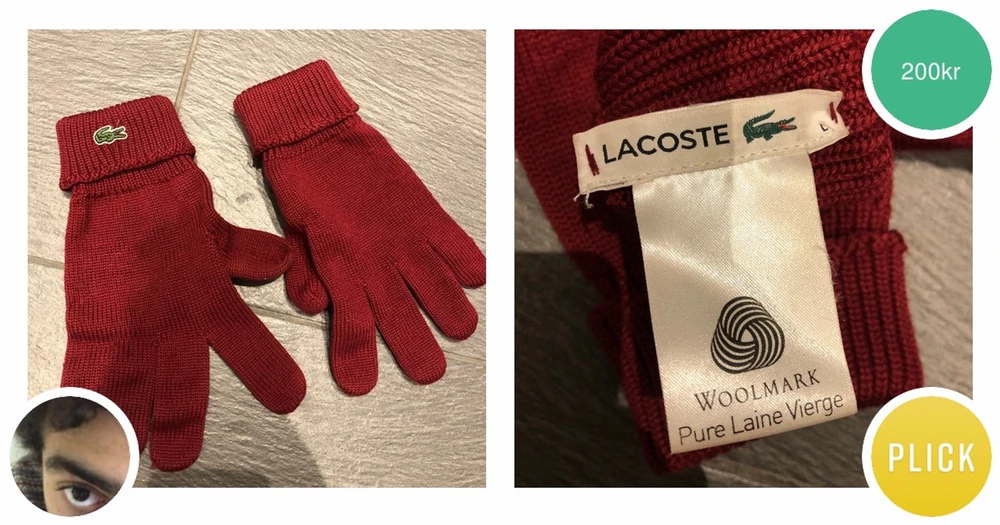 200kr
LACOSTE
WOOLMARK
Pure Laine Vierge
PLICK